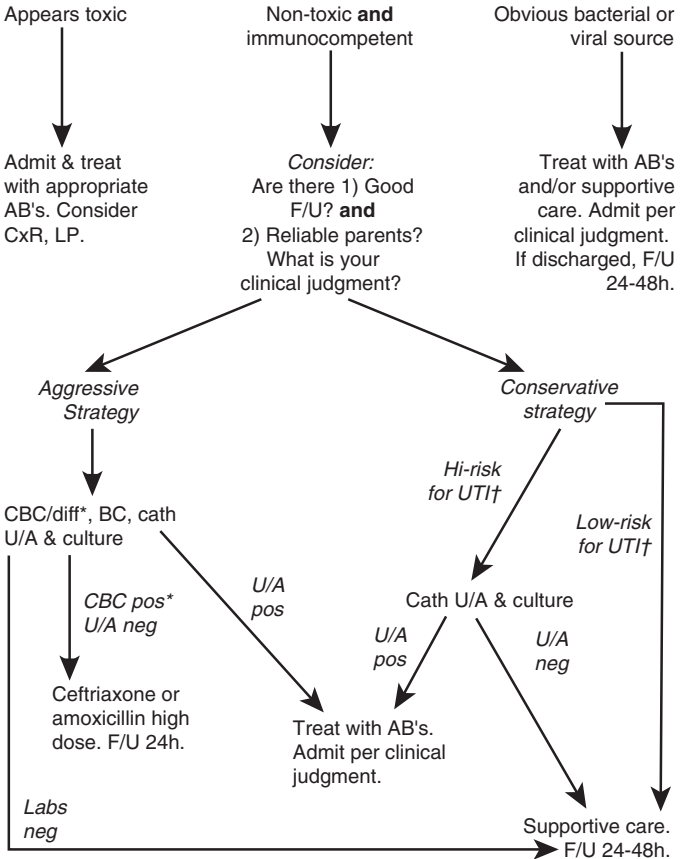 Appears toxic
Non-toxic and
immunocompetent
Obvious bacterial or
viral source
Admit & treat
with appropriate
AB's. Consider
CxR, LP.
Consider:
Are there 1) Good
F/U? and
2) Reliable parents?
What is your
clinical judgment?
Treat with AB's
and/or supportive
care. Admit per
clinical judgment.
If discharged, F/U
24-48h.
Aggressive
Strategy
Conservative
strategy
Hi-risk
for UTI†
Low-risk
for UTI†
CBC/diff*, BC, cath
U/A & culture
CBC pos*
U/A neg
U/A
pos
Cath U/A & culture
U/A
pos
U/A
neg
Ceftriaxone or
amoxicillin high
dose. F/U 24h.
Treat with AB's.
Admit per clinical
judgment.
Labs
neg
Supportive care.
F/U 24-48h.